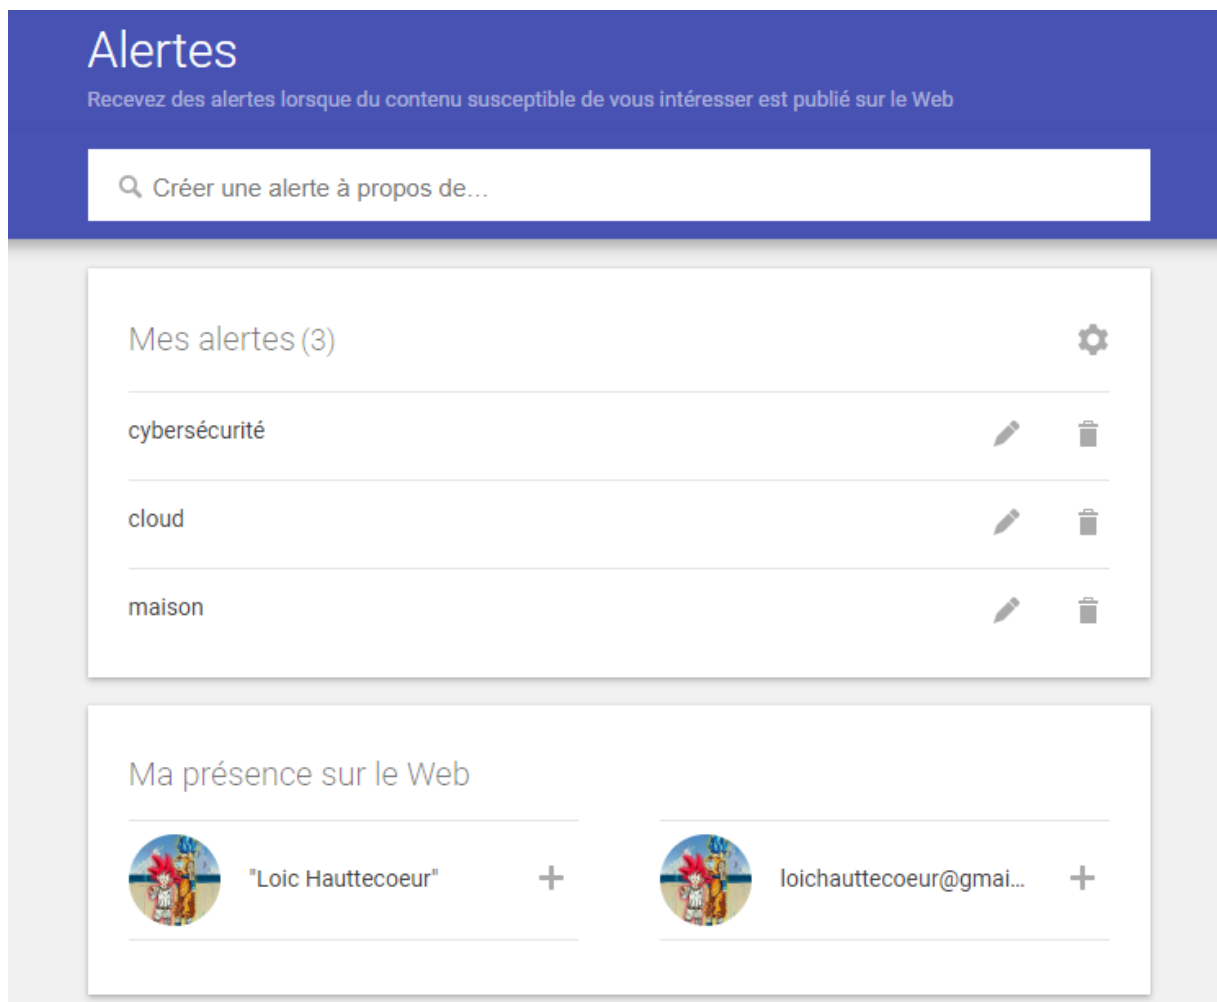 Alertes
Recevez des alertes lorsque du contenu susceptible de vous intéresser est publié sur le Web
Créer une alerte à propos de...
Mes alertes (3)
cybersécurité
cloud
maison
Ma présence sur le Web
"Loic Hauttecoeur"
loichauttecoeur@gmai...